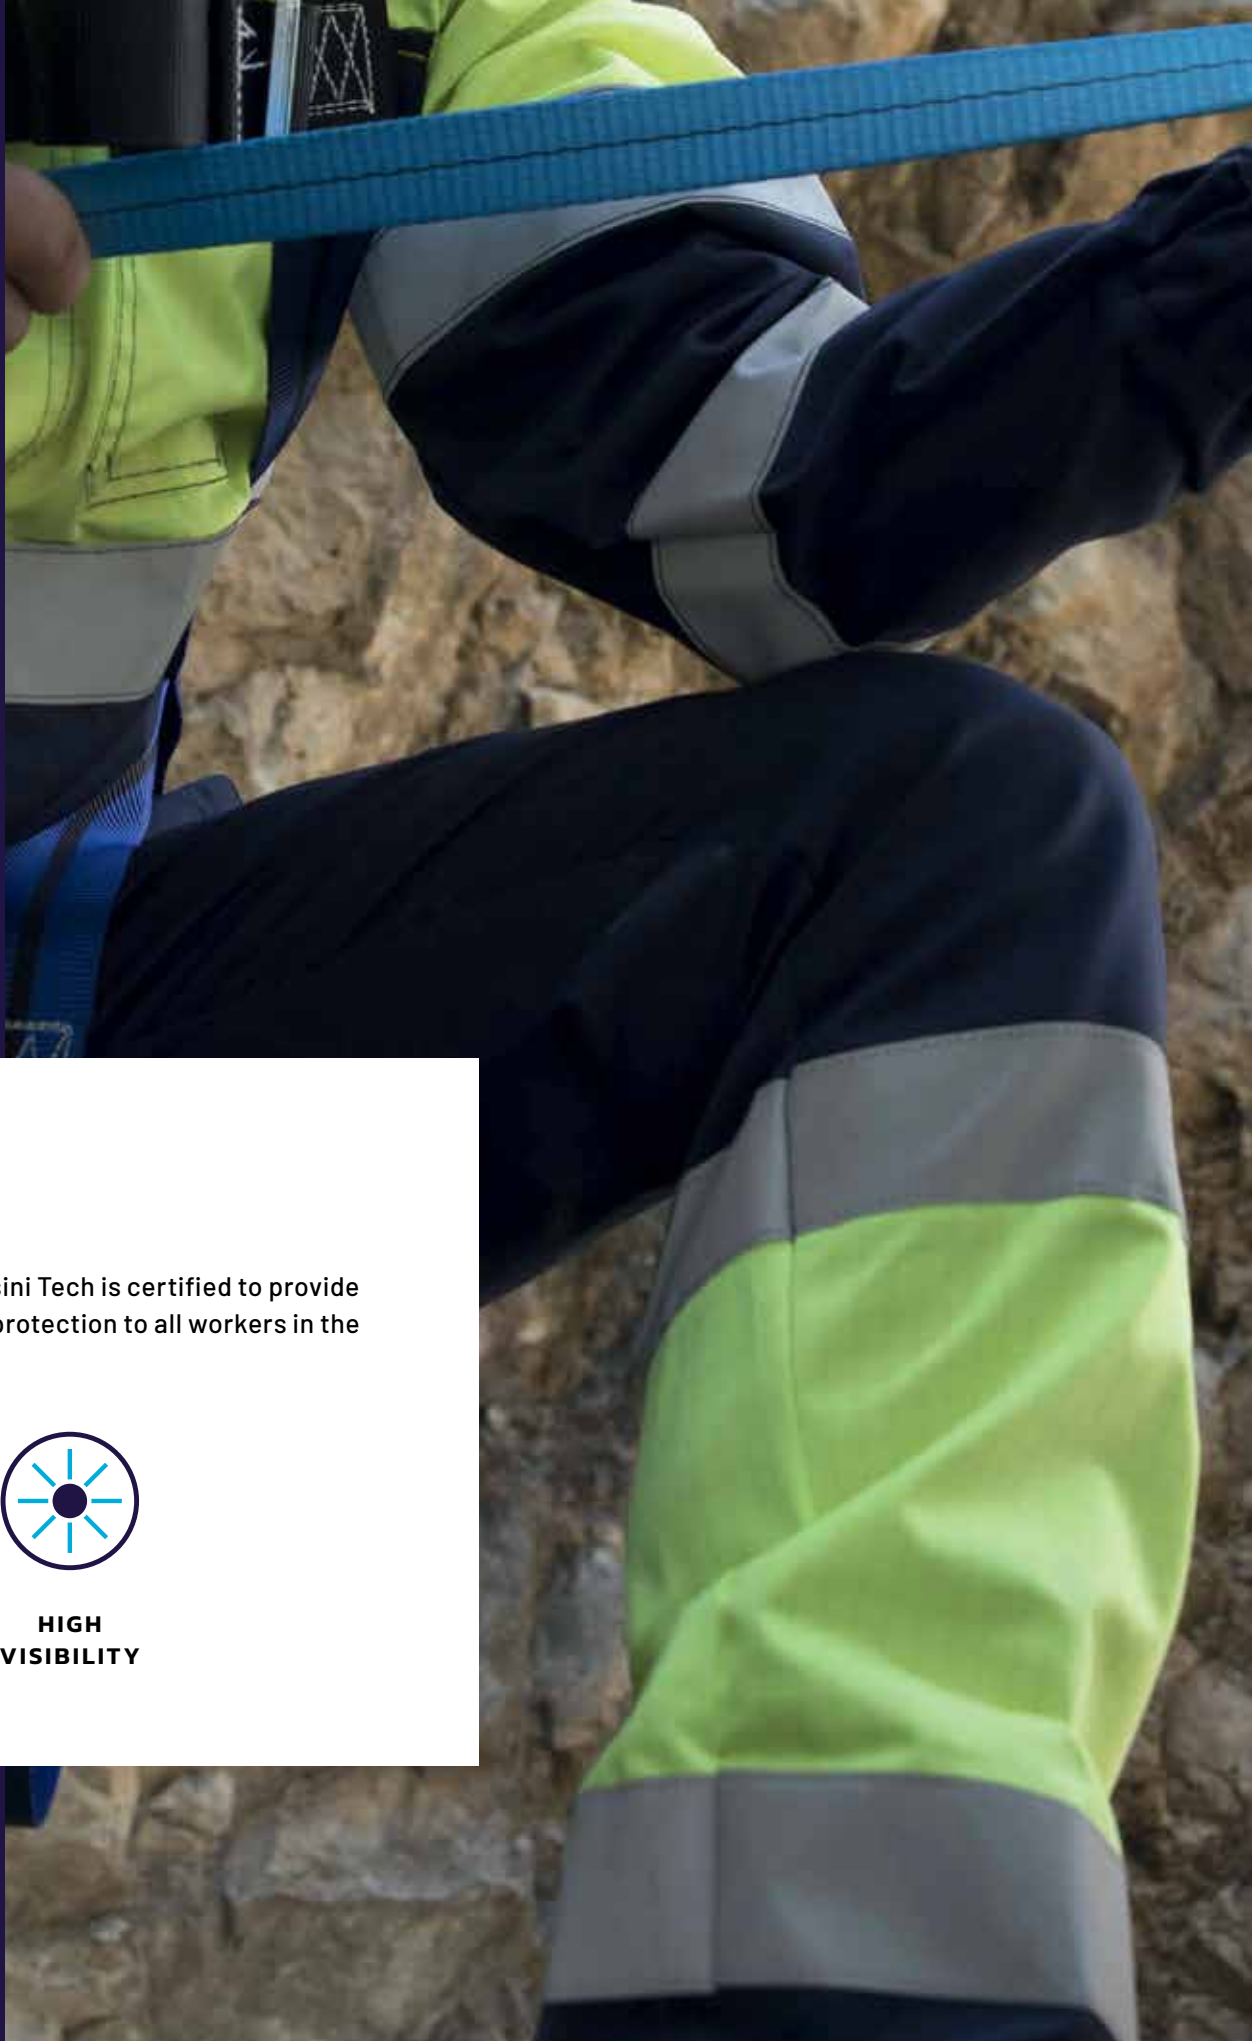 ini Tech is certified to provide
protection to all workers in the
HIGH
VISIBILITY